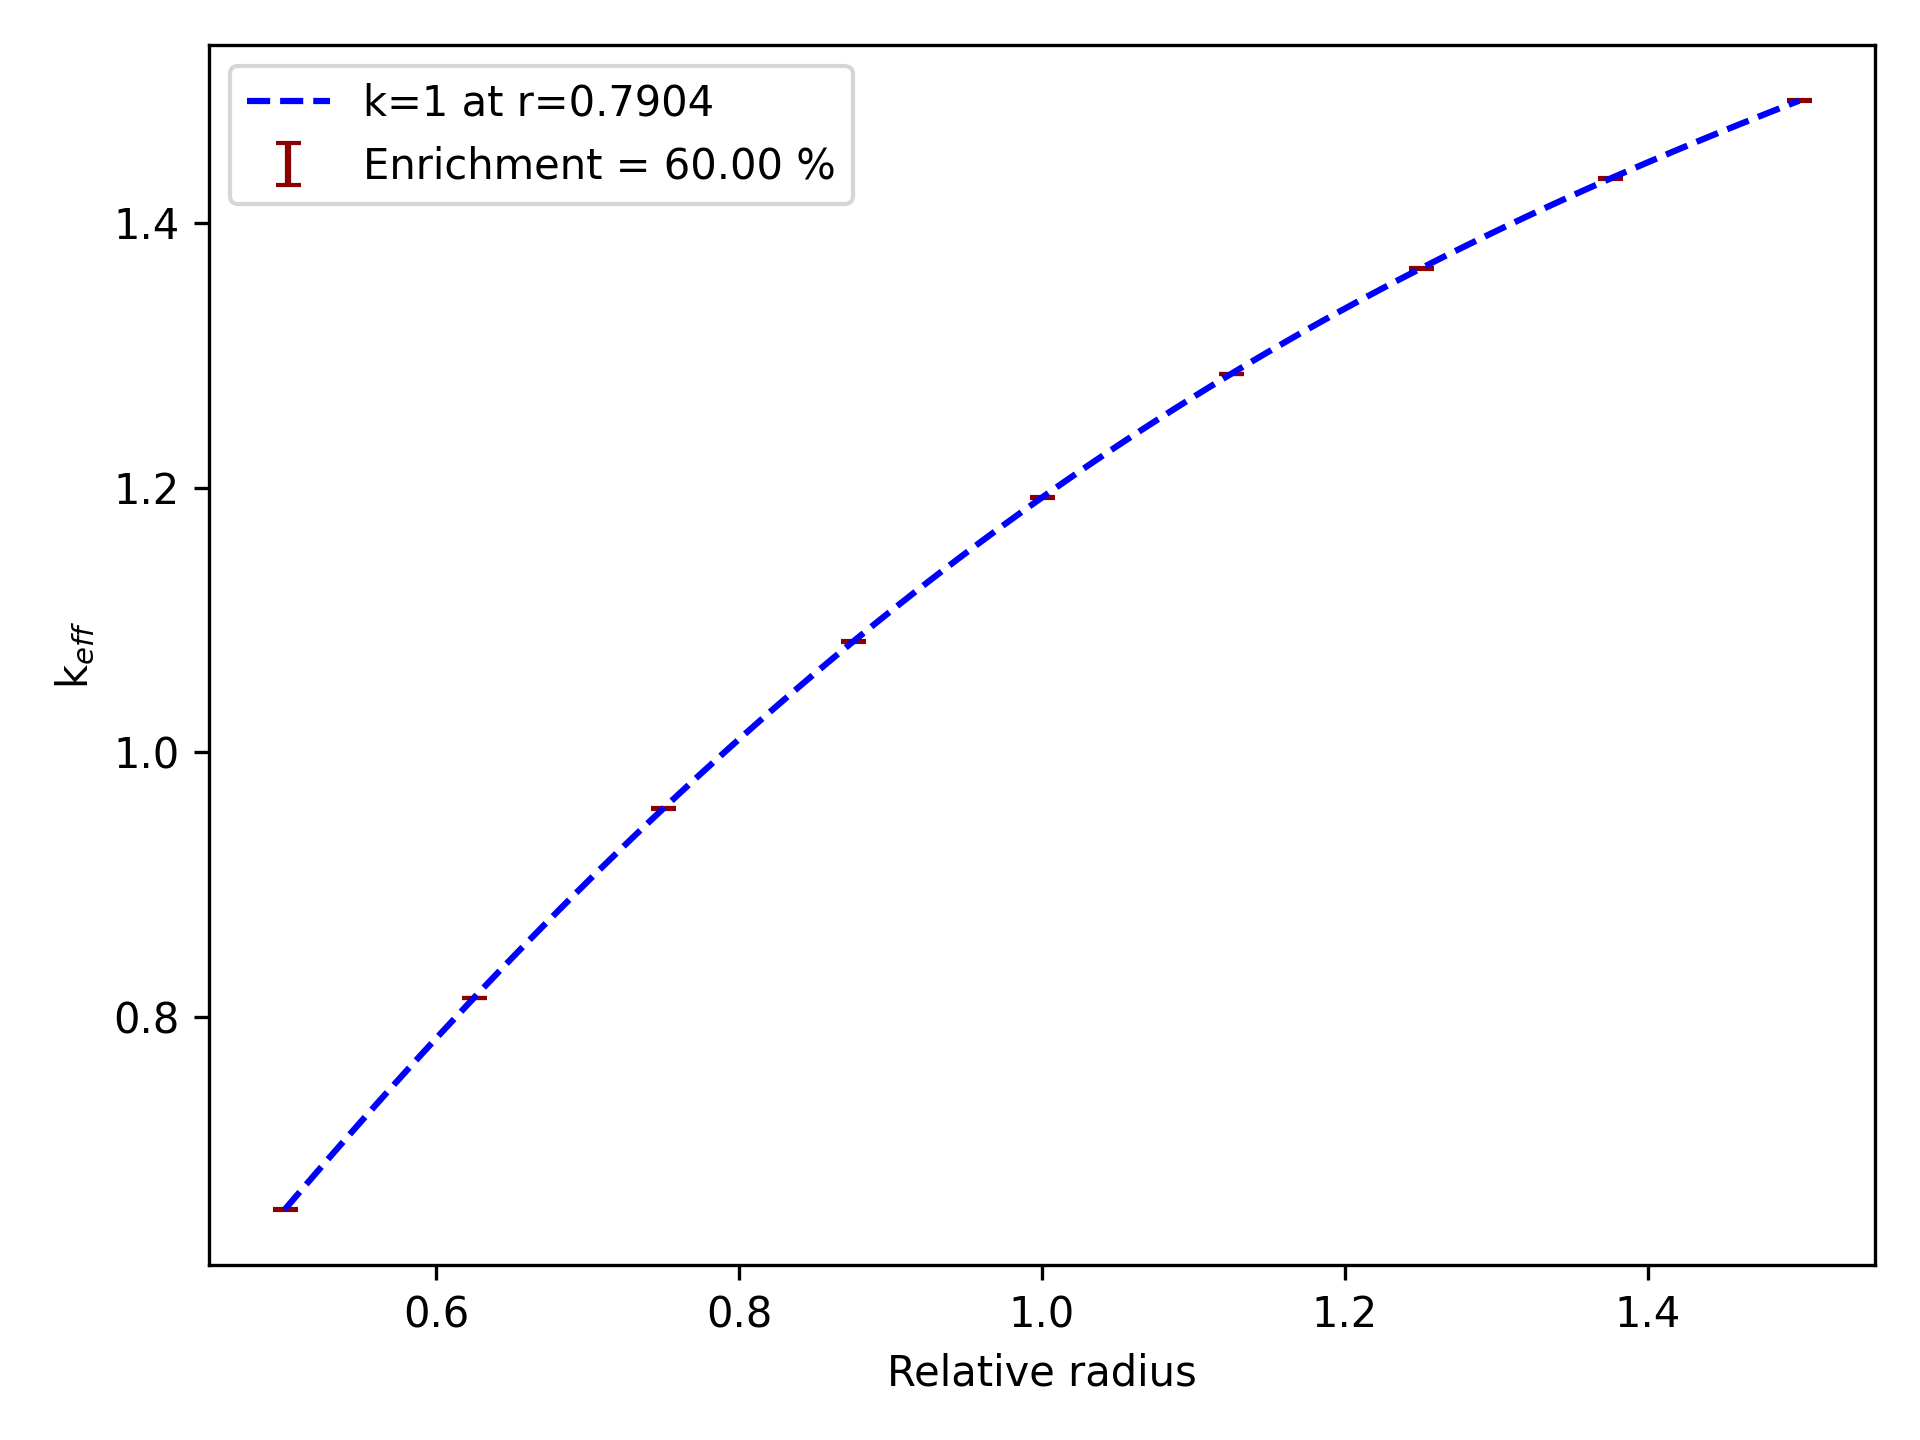 k=1 at r=0.7904
Enrichment = 60.00 %
1.4
1.2
1.0
0.8
keff
0.6 0.8 1.0 1.2 1.4
Relative radius